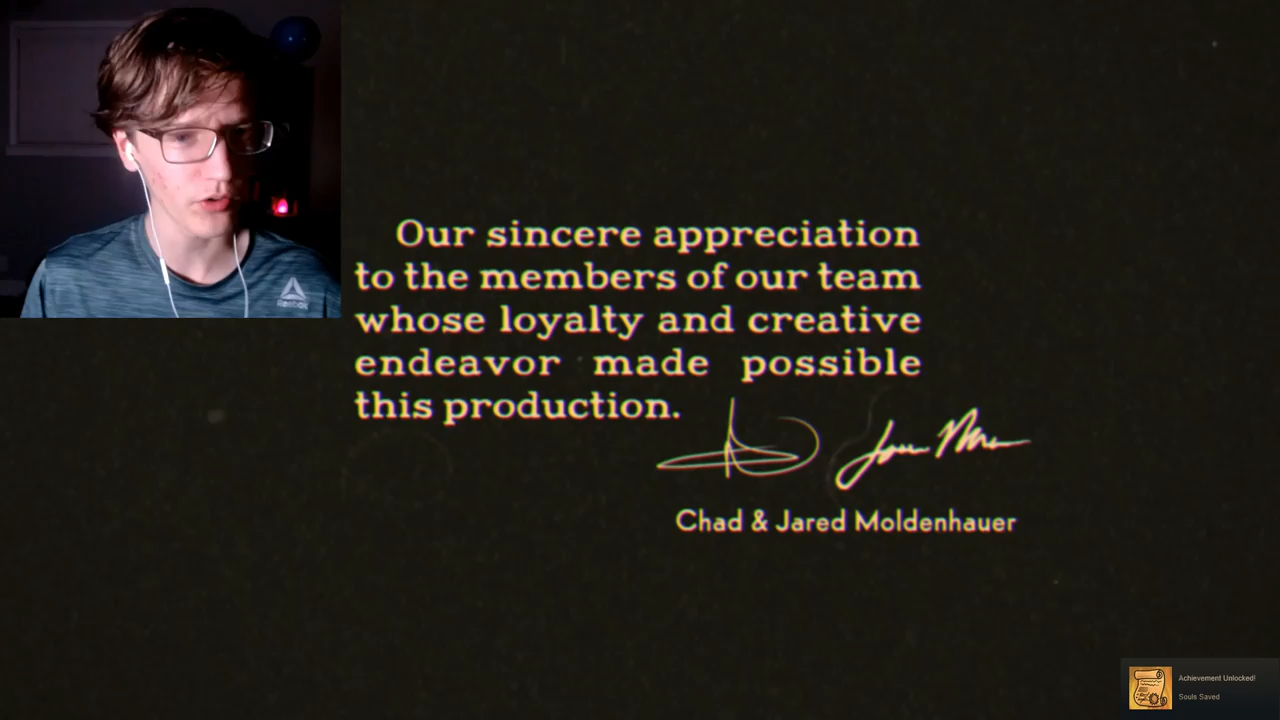 Our sincere appreciation
to the members of our team
whose loyalty and creative
endeavor made possible
this production.
Chad & Jared Moldenhauer
Reebok
Achievement Unlocked!
Souls Saved